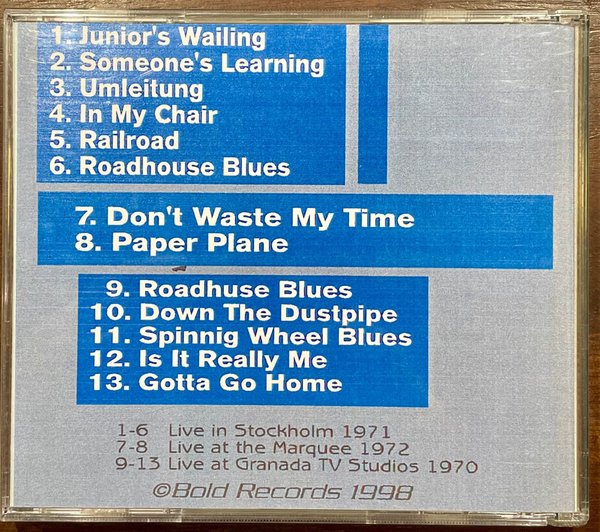 1. Junior's Wailing
2. Someone's Learning
3. Umleitung
4. In My Chair
5. Railroad
6. Roadhouse Blues
7. Don't Waste My Time
8. Paper Plane
9. Roadhuse Blues
10. Down The Dustpipe
11. Spinnig Wheel Blues
12. Is It Really Me
13. Gotta Go Home
1-6 Live in Stockholm 1971
7-8 Live at the Marquee 1972
9-13 Live at Granada TV Studios 1970
©Bold Records 1998